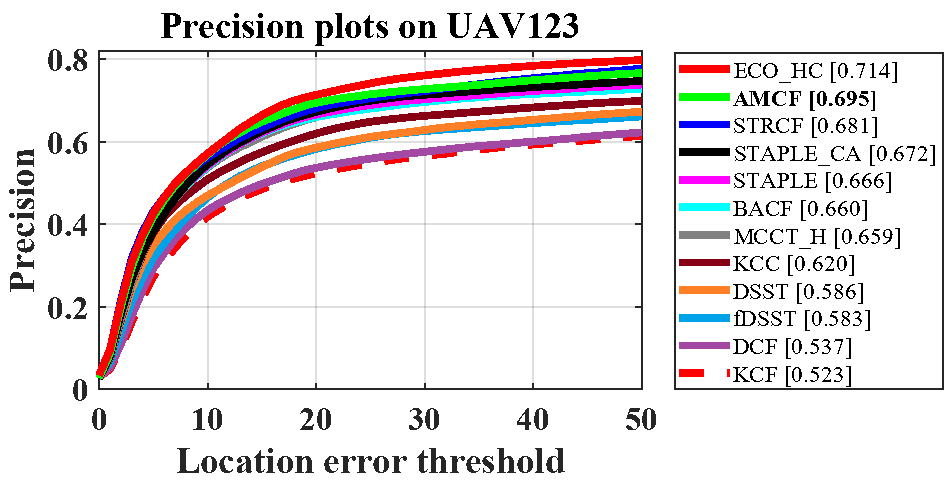 Precision plots on UAV123
Precision
0.8
0.6
0.4
0.2
0
0 10 20 30 40 50
Location error threshold
ECO_HC [0.714]
AMCF [0.695]
STRCF [0.681]
STAPLE_CA [0.672]
STAPLE [0.666]
BACF [0.660]
MCCT_H [0.659]
KCC [0.620]
DSST [0.586]
fDSST [0.583]
DCF [0.537]
KCF [0.523]